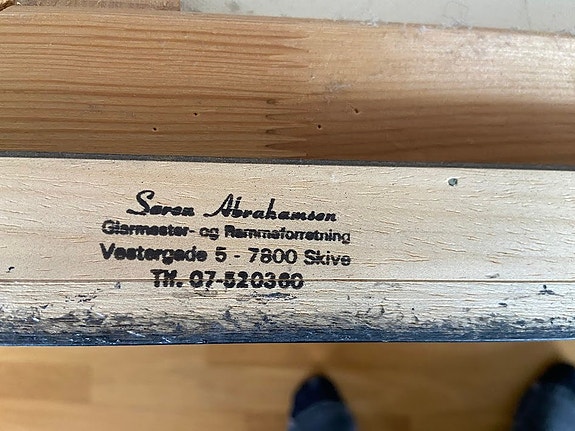 Søren Abrahamsen
Glarmester- og Rammeforretning
Vestergade 5 - 7800 Skive
Tlf. 07-520360